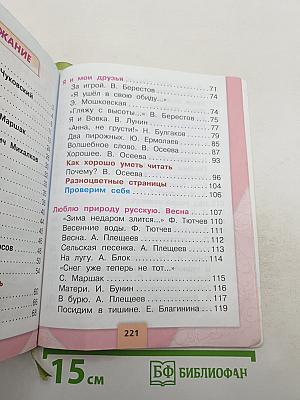 ЖАНИЕ
Чуковский
Маршак
Михалков
Я и мои друзья . . . 71
За игрой. В. Берестов . . . 74
«Я ушёл в свою обиду...»
Э. Мошковская . . . 74
«Гляжу с высоты...» В. Берестов . . . 75
Я и Вовка. В. Лунин . . . 77
«Анна, не грусти!» Н. Булгаков . . . 79
Два пирожных. Ю. Ермолаев . . . 85
Волшебное слово. В. Осеева . . . 87
Хорошее. В. Осеева . . . 93
Как хорошо уметь читать
Почему? В. Осеева . . . 96
Разноцветные страницы . . . 104
Проверим себя . . . 106
Люблю природу русскую. Весна . . . 107
«Зима недаром злится...» Ф. Тютчев . . . 109
Весенние воды. Ф. Тютчев . . . 110
Весна. А. Плещеев . . . 111
Сельская песенка. А. Плещеев . . . 113
На лугу. А. Блок . . . 114
«Снег уже теперь не тот...»
С. Маршак . . . 115
Матери. И. Бунин . . . 116
В бурю. А. Плещеев . . . 117
Посидим в тишине. Е. Благинина . . . 119
221
15 см
БФ БИБЛИОФАН